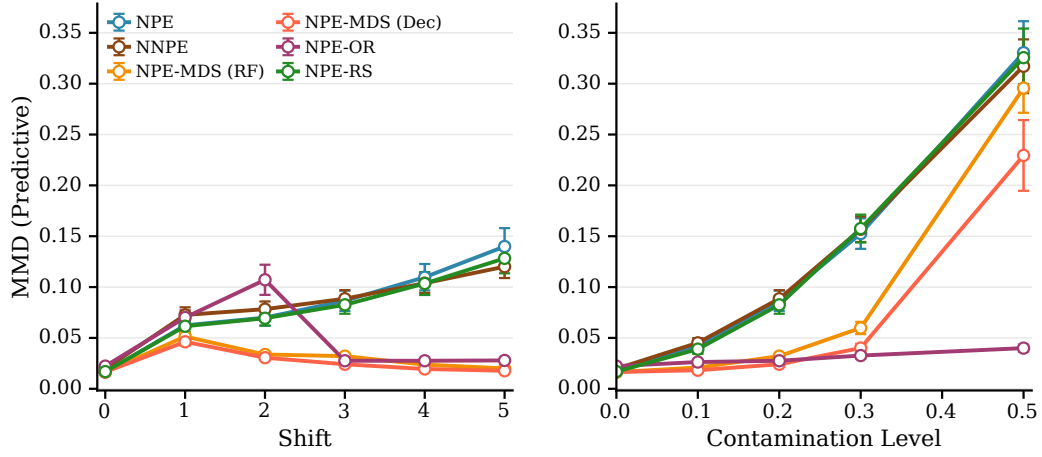 MMD (Predictive)
0.35
0.30
0.25
0.20
0.15
0.10
0.05
0.00
NPE
NNPE
NPE-MDS (RF)
NPE-MDS (Dec)
NPE-OR
NPE-RS
0 1 2 3 4 5
Shift
0.35
0.30
0.25
0.20
0.15
0.10
0.05
0.00
0.0 0.1 0.2 0.3 0.4 0.5
Contamination Level